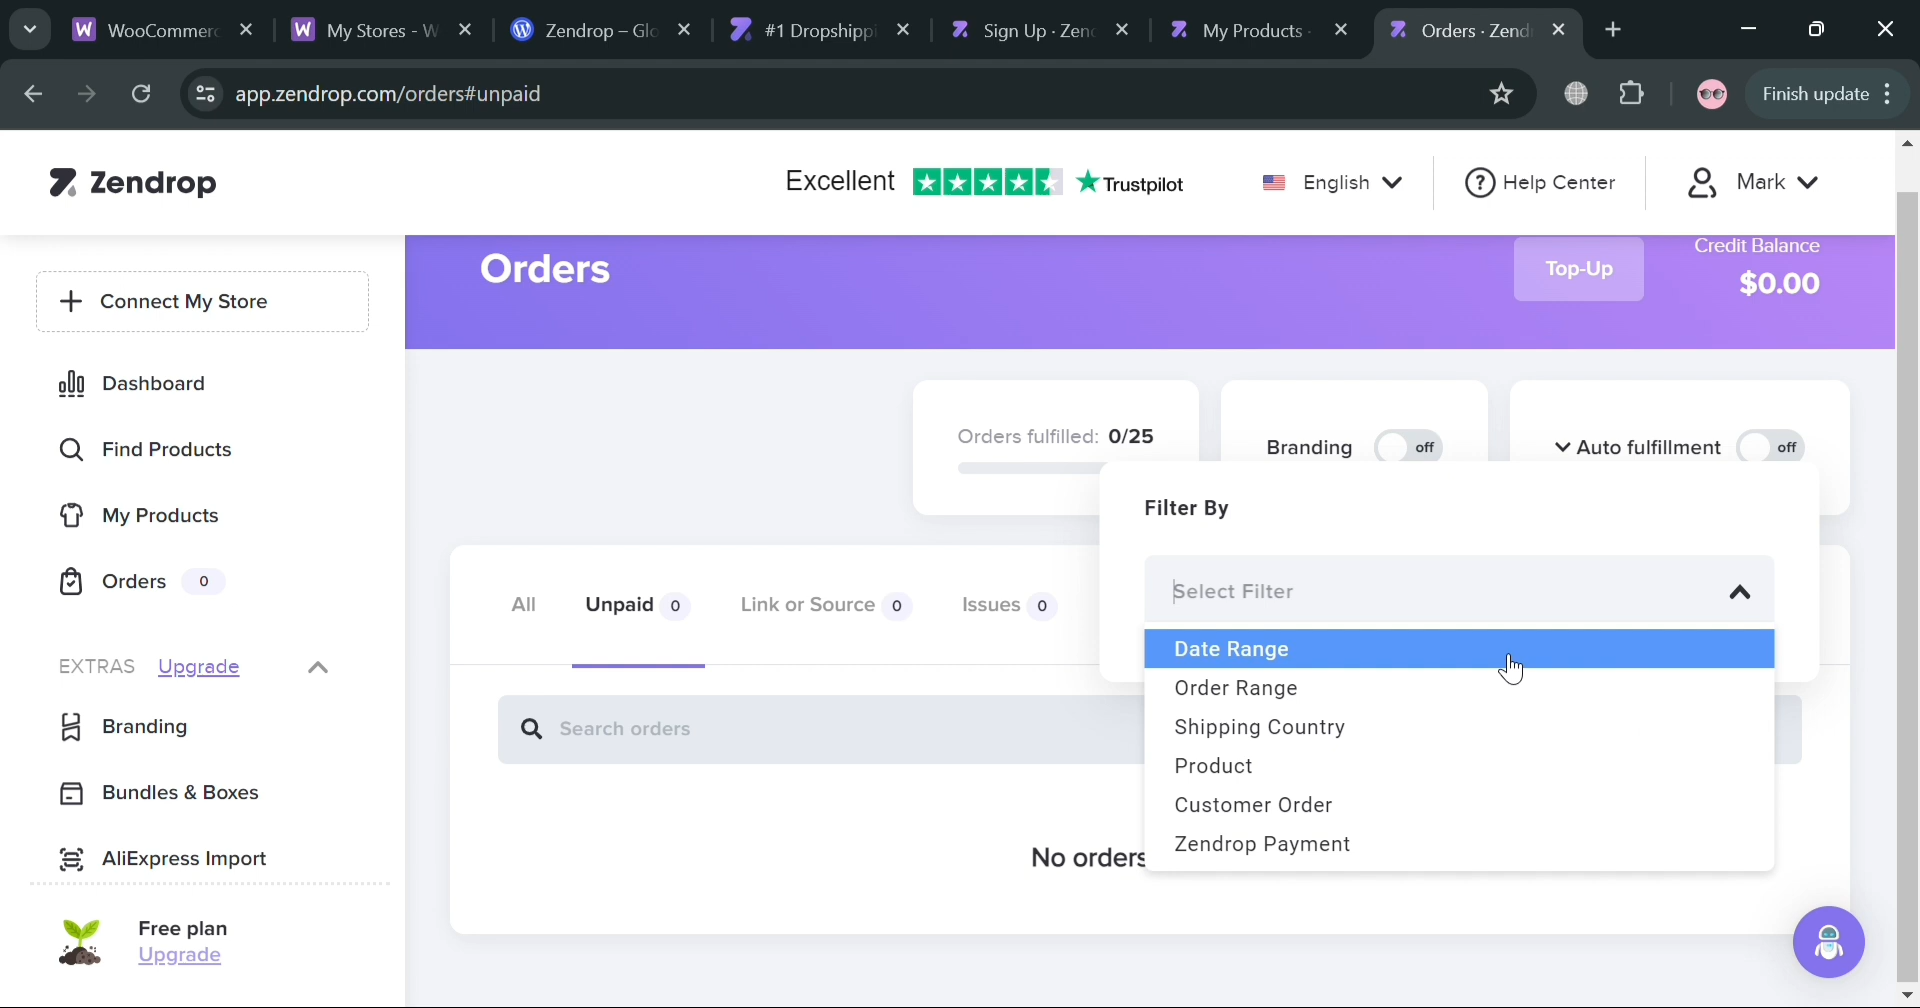 WooCommerc
My Stores - W
Zendrop – Glo
#1 Dropshippi
Sign Up · Zen
My Products ·
Orders · Zend
app.zendrop.com/orders#unpaid
Finish update
Zendrop
Excellent
Trustpilot
English
Help Center
Mark
Connect My Store
Dashboard
Find Products
My Products
Orders 0
EXTRAS Upgrade
Branding
Bundles & Boxes
AliExpress Import
Free plan
Upgrade
Orders
Top-Up
Credit Balance
$0.00
Orders fulfilled: 0/25
Branding off
Auto fulfillment off
Filter By
Select Filter
Date Range
Order Range
Shipping Country
Product
Customer Order
Zendrop Payment
All
Unpaid 0
Link or Source 0
Issues 0
Search orders
No orders